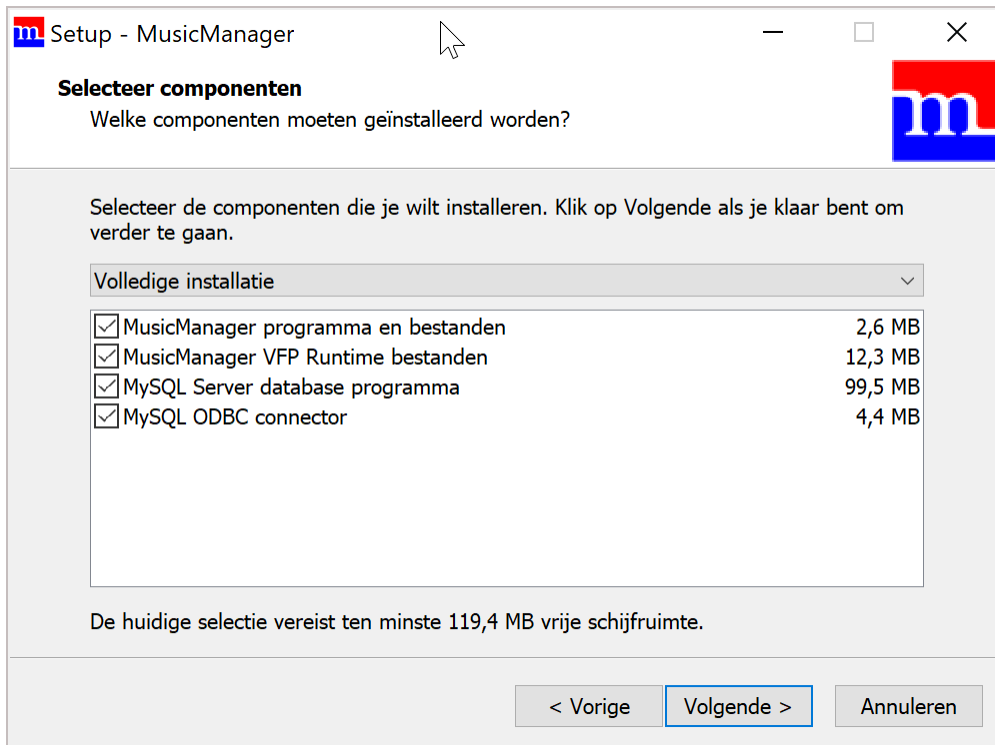 m Setup - MusicManager
Selecteer componenten
Welke componenten moeten geïnstalleerd worden?
m
Selecteer de componenten die je wilt installeren. Klik op Volgende als je klaar bent om
verder te gaan.
Volledige installatie
MusicManager programma en bestanden 2,6 MB
MusicManager VFP Runtime bestanden 12,3 MB
MySQL Server database programma 99,5 MB
MySQL ODBC connector 4,4 MB
De huidige selectie vereist ten minste 119,4 MB vrije schijfruimte.
< Vorige Volgende > Annuleren